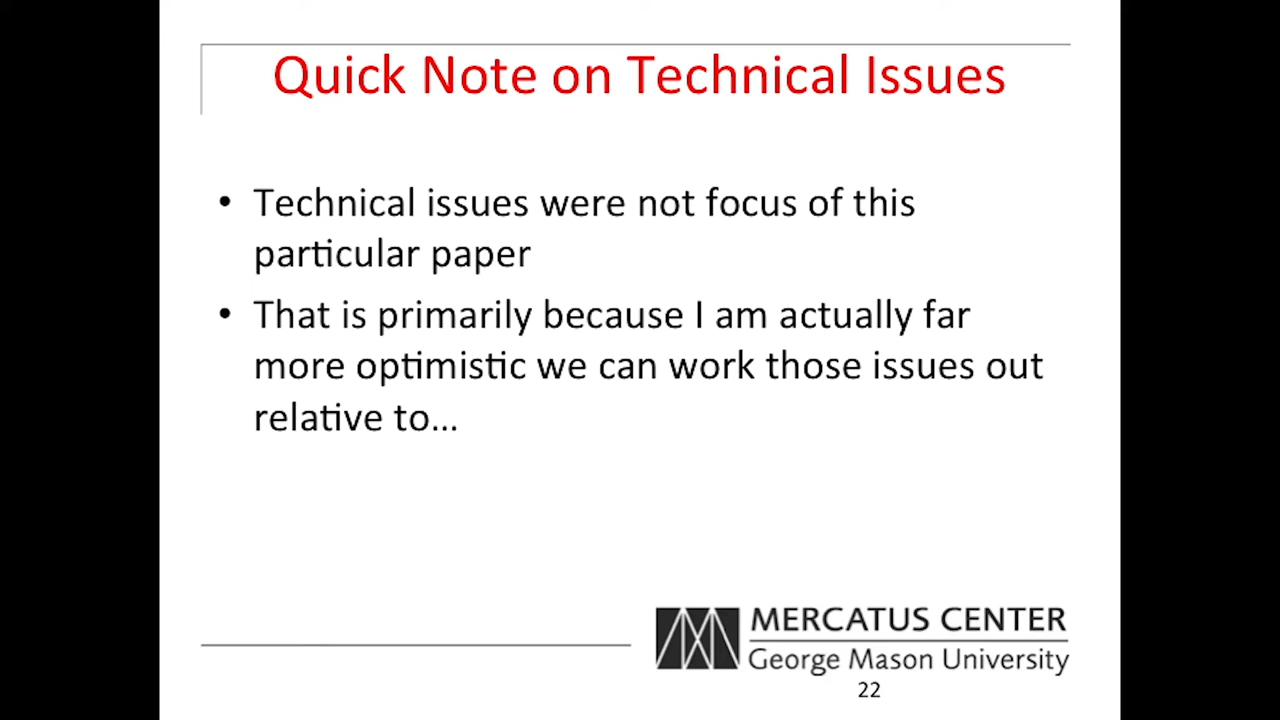 Quick Note on Technical Issues
• Technical issues were not focus of this
particular paper
• That is primarily because I am actually far
more optimistic we can work those issues out
relative to…
MERCATUS CENTER
George Mason University
22